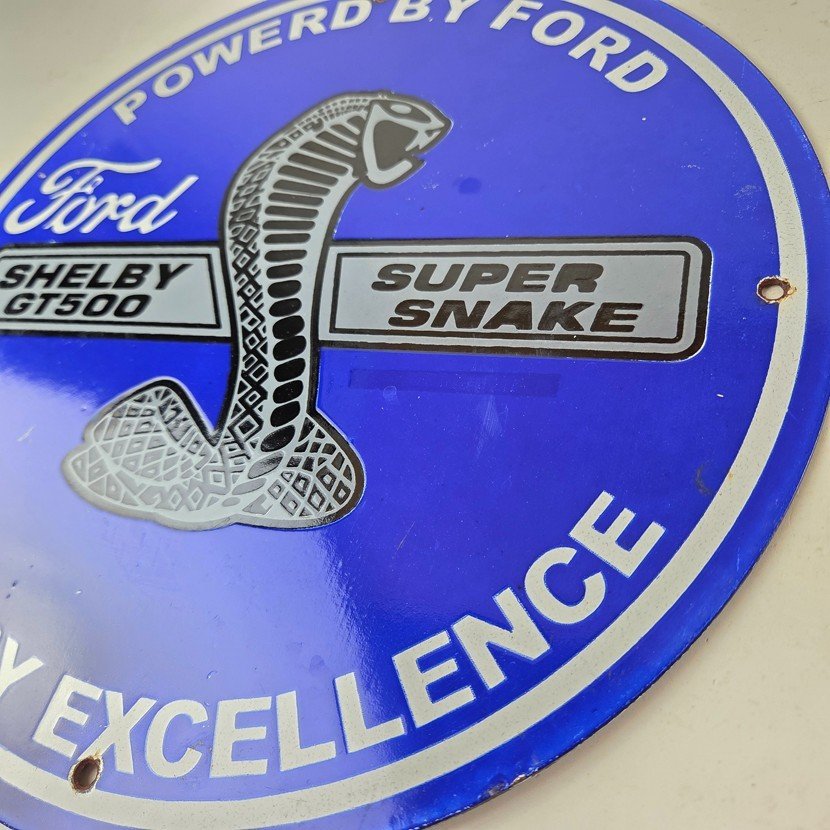 POWERD BY FORD
Ford
SHELBY
GT500
SUPER
SNAKE
EXCELLENCE